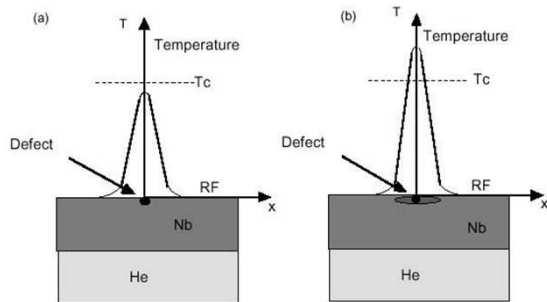 (a)
T
Temperature
Tc
Defect
RF
x
Nb
He
(b)
T
Temperature
Tc
Defect
RF
x
Nb
He